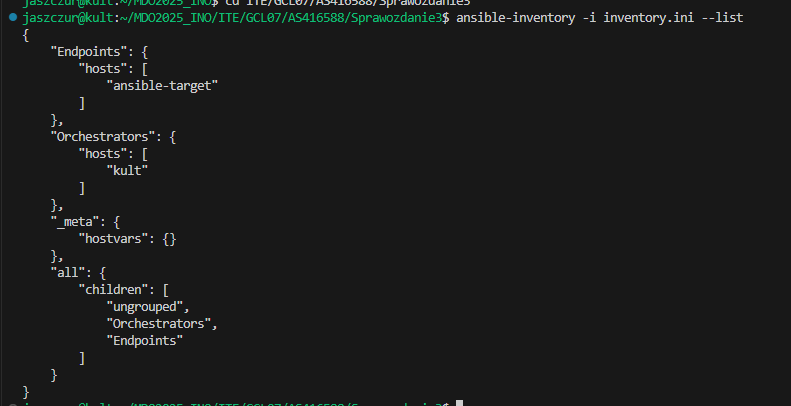 jaszczur@kult:~/MDO2025_INO$ cd ITE/GCL07/AS416588/Sprawozdanie3
jaszczur@kult:~/MDO2025_INO/ITE/GCL07/AS416588/Sprawozdanie3$ ansible-inventory -i inventory.ini --list
{
    "Endpoints": {
        "hosts": [
            "ansible-target"
        ]
    },
    "Orchestrators": {
        "hosts": [
            "kult"
        ]
    },
    "_meta": {
        "hostvars": {}
    },
    "all": {
        "children": [
            "ungrouped",
            "Orchestrators",
            "Endpoints"
        ]
    }
}
jaszczur@kult:~/MDO2025_INO/ITE/GCL07/AS416588/Sprawozdanie3$